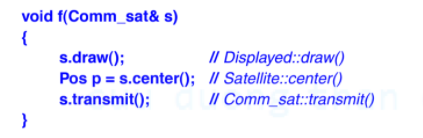 void f(Comm_sat& s)
{
s.draw(); // Displayed::draw()
Pos p = s.center(); // Satellite::center()
s.transmit(); // Comm_sat::transmit()
}